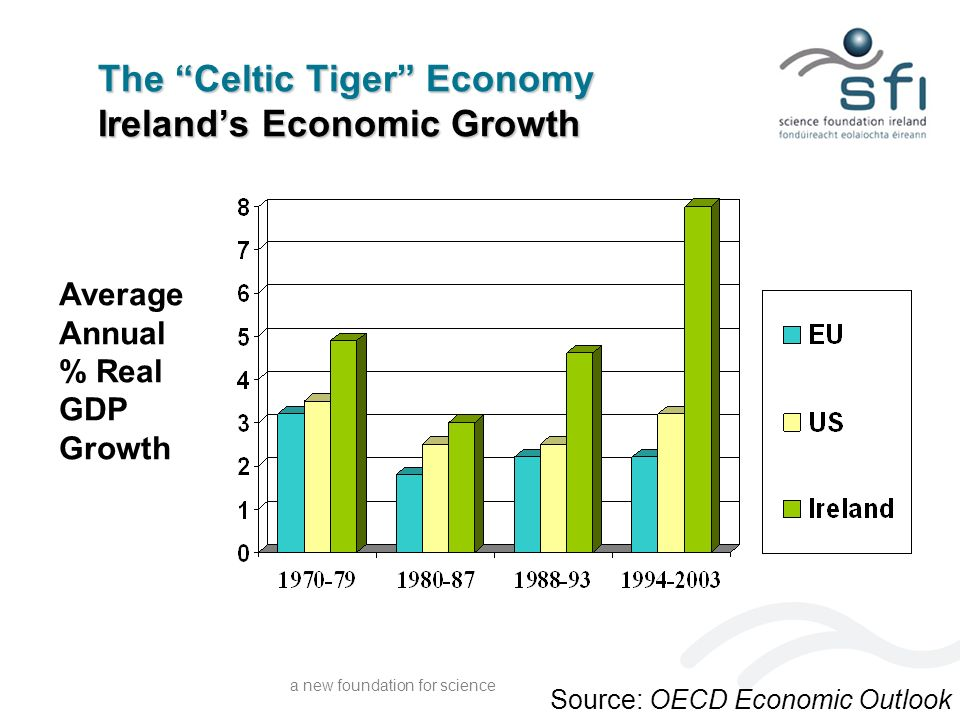 The “Celtic Tiger” Economy
Ireland’s Economic Growth
sfi
science foundation ireland
fondúireacht eolaíochta éireann
Average
Annual
% Real
GDP
Growth
8
7
6
5
4
3
2
1
0
1970-79 1980-87 1988-93 1994-2003
EU
US
Ireland
a new foundation for science
Source: OECD Economic Outlook